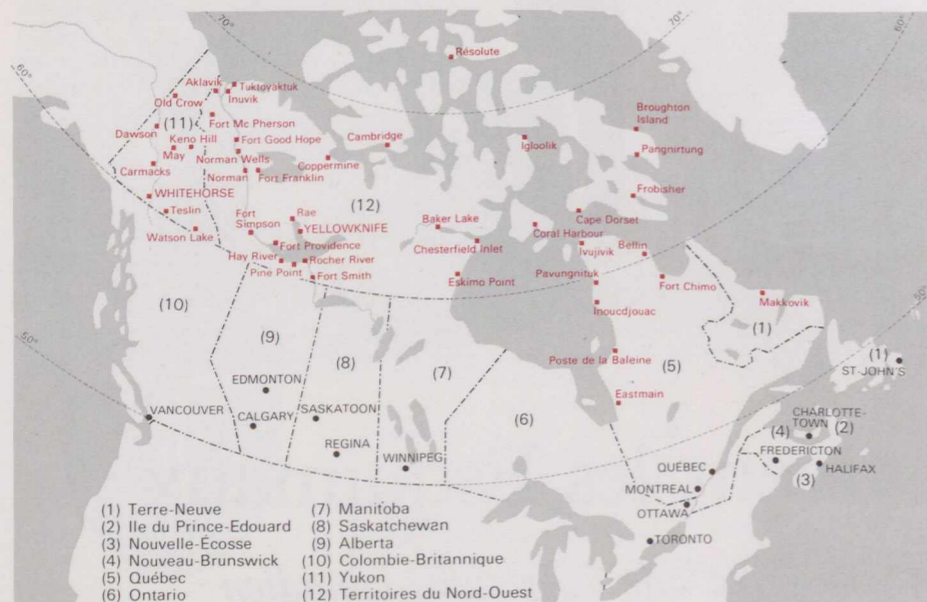 70°
70°
60°
60°
Résolute
Aklavik
Tuktoyaktuk
Inuvik
Old Crow
Broughton
Island
(11)
Fort Mc Pherson
Dawson
Keno Hill
Fort Good Hope
Cambridge
Igloolik
May
Norman Wells
Coppermine
Pangnirtung
Carmacks
Norman
Fort Franklin
WHITEHORSE
Frobisher
Teslin
Fort
Simpson
Rae
(12)
Baker Lake
Cape Dorset
Watson Lake
YELLOWKNIFE
Coral Harbour
Fort Providence
Chesterfield Inlet
Ivujivik
Bellin
Hay River
Rocher River
Pine Point
Fort Smith
Eskimo Point
Pavungnituk
Fort Chimo
Makkovik
50°
(10)
Inoucdjouac
(1)
50°
(9)
(8)
(7)
Poste de la Baleine
(5)
(1)
ST-JOHN'S
EDMONTON
Eastmain
VANCOUVER
CALGARY
SASKATOON
(6)
CHARLOTTE-
TOWN
(2)
(4)
REGINA
WINNIPEG
FREDERICTON
QUÉBEC
HALIFAX
(3)
MONTREAL
OTTAWA
TORONTO
(1) Terre-Neuve
(2) Ile du Prince-Edouard
(3) Nouvelle-Écosse
(4) Nouveau-Brunswick
(5) Québec
(6) Ontario
(7) Manitoba
(8) Saskatchewan
(9) Alberta
(10) Colombie-Britannique
(11) Yukon
(12) Territoires du Nord-Ouest